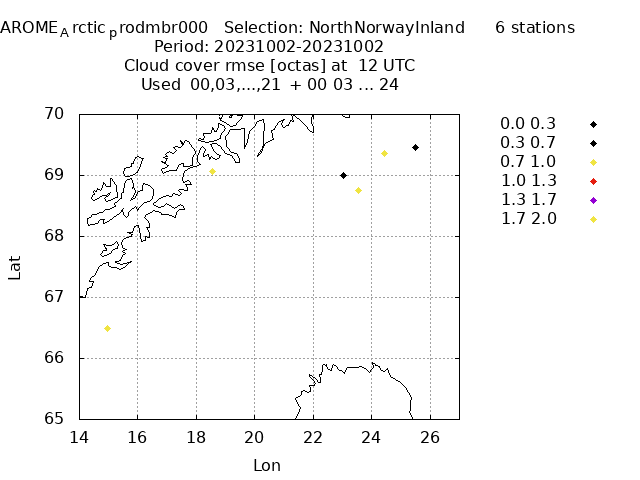 AROME_A rctic_p rodmbr000 Selection: NorthNorwayInland 6 stations
Period: 20231002-20231002
Cloud cover rmse [octas] at 12 UTC
Used 00,03,...,21 + 00 03 ... 24
0.0 0.3
0.3 0.7
0.7 1.0
1.0 1.3
1.3 1.7
1.7 2.0
70
69
68
67
66
65
Lat
14 16 18 20 22 24 26
Lon